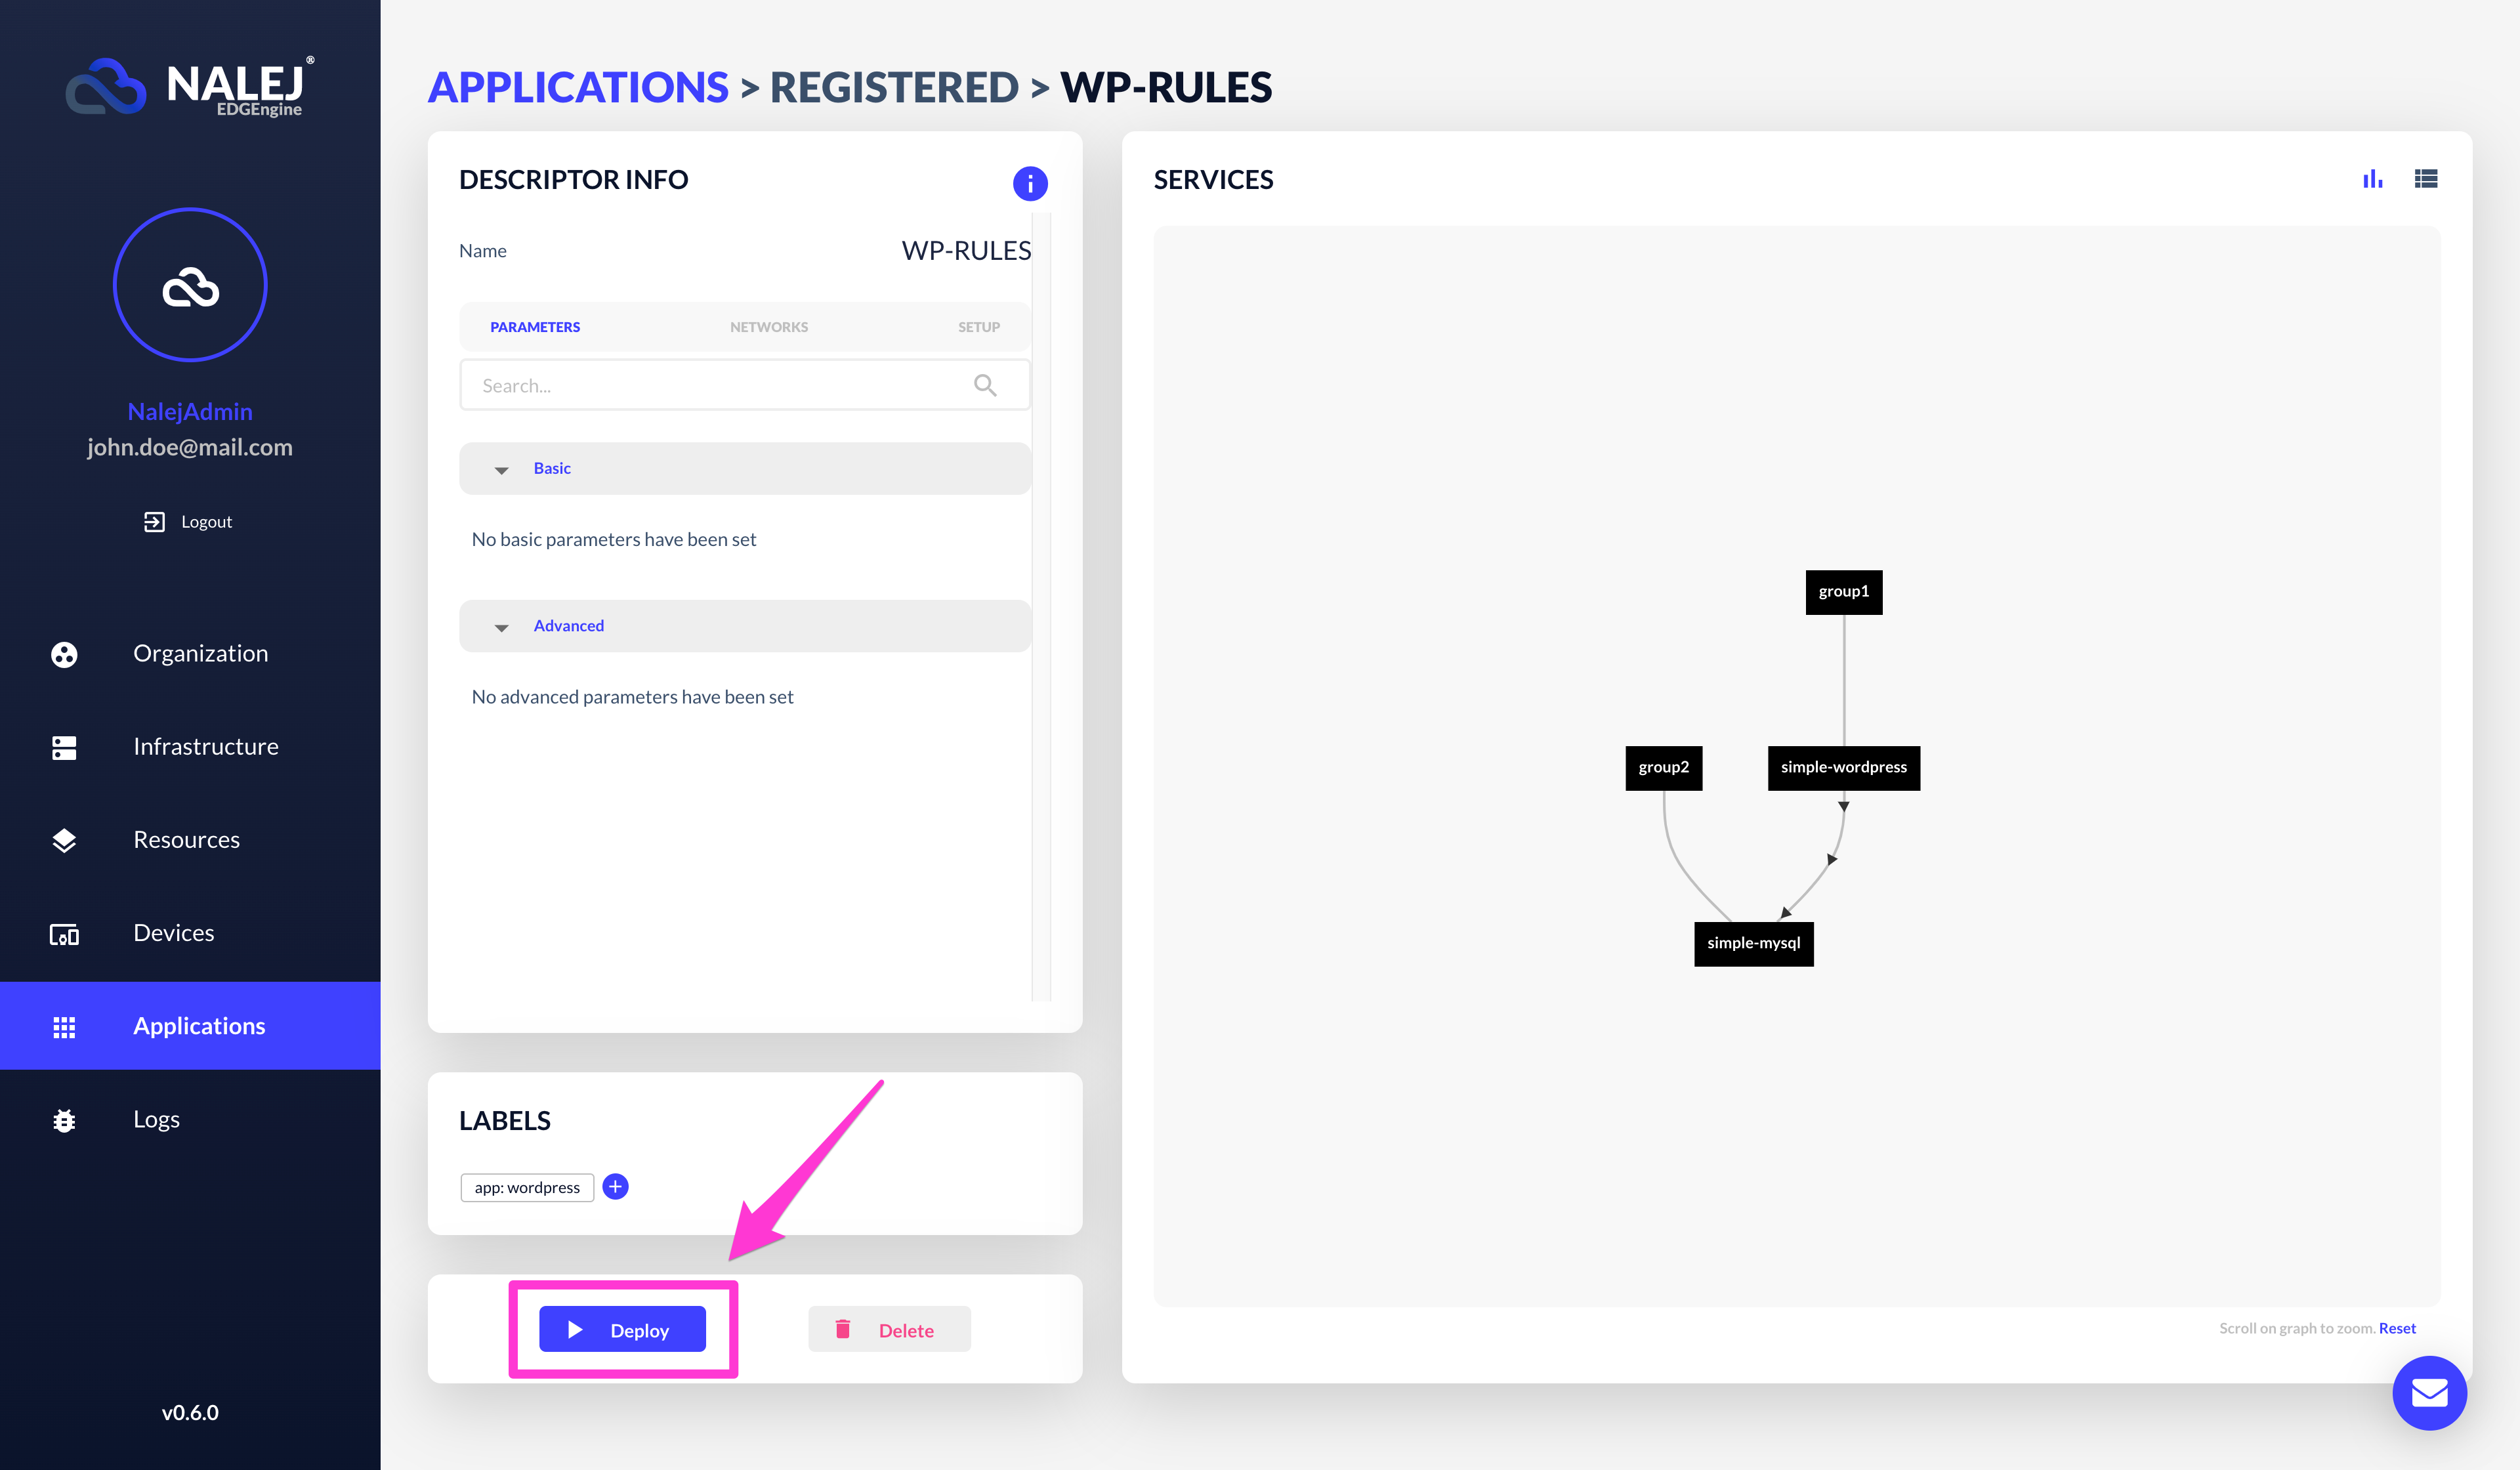 NALEJ®
EDGEngine
NalejAdmin
john.doe@mail.com
Logout
Organization
Infrastructure
Resources
Devices
Applications
Logs
v0.6.0
APPLICATIONS > REGISTERED > WP-RULES
DESCRIPTOR INFO
Name WP-RULES
PARAMETERS NETWORKS SETUP
Search...
Basic
No basic parameters have been set
Advanced
No advanced parameters have been set
LABELS
app: wordpress
Deploy Delete
SERVICES
group1
group2 simple-wordpress
simple-mysql
Scroll on graph to zoom. Reset